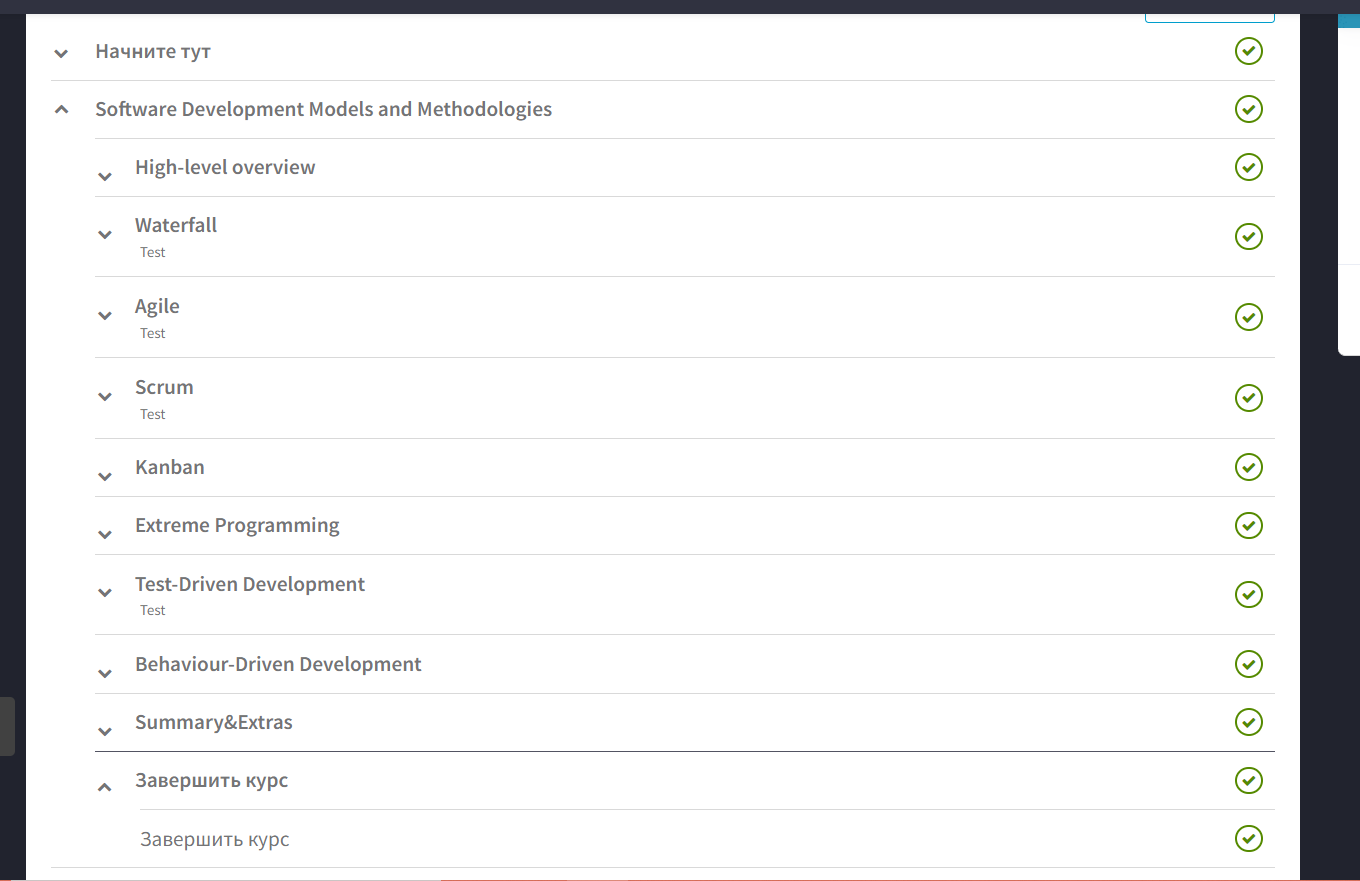 Начните тут
Software Development Models and Methodologies
High-level overview
Waterfall
Test
Agile
Test
Scrum
Test
Kanban
Extreme Programming
Test-Driven Development
Test
Behaviour-Driven Development
Summary&Extras
Завершить курс
Завершить курс